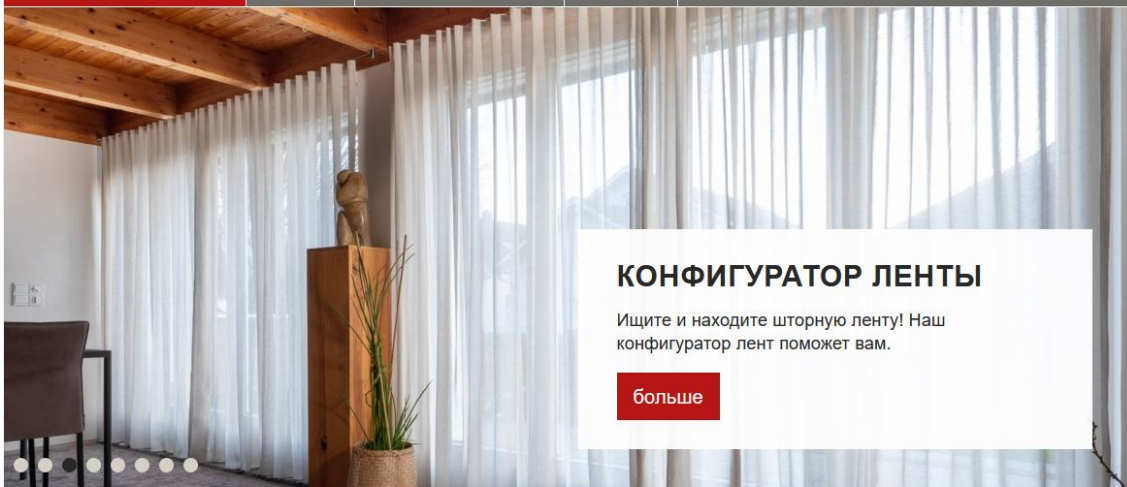 КОНФИГУРАТОР ЛЕНТЫ
Ищите и находите шторную ленту! Наш
конфигуратор лент поможет вам.
больше